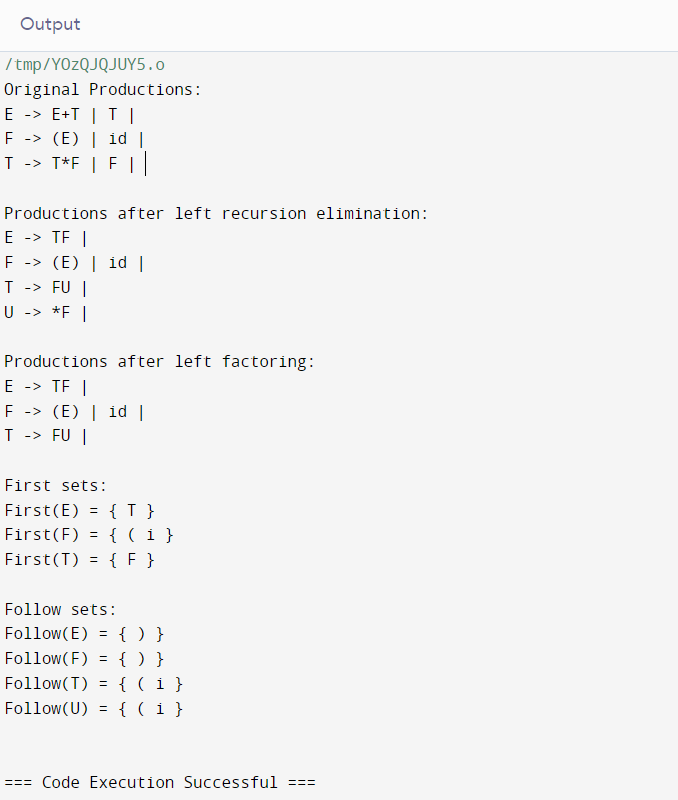 Output
/tmp/YOzQJQJUY5.o
Original Productions:
E -> E+T | T |
F -> (E) | id |
T -> T*F | F |
Productions after left recursion elimination:
E -> TF |
F -> (E) | id |
T -> FU |
U -> *F |
Productions after left factoring:
E -> TF |
F -> (E) | id |
T -> FU |
First sets:
First(E) = { T }
First(F) = { ( i }
First(T) = { F }
Follow sets:
Follow(E) = { ) }
Follow(F) = { ) }
Follow(T) = { ( i }
Follow(U) = { ( i }
=== Code Execution Successful ===